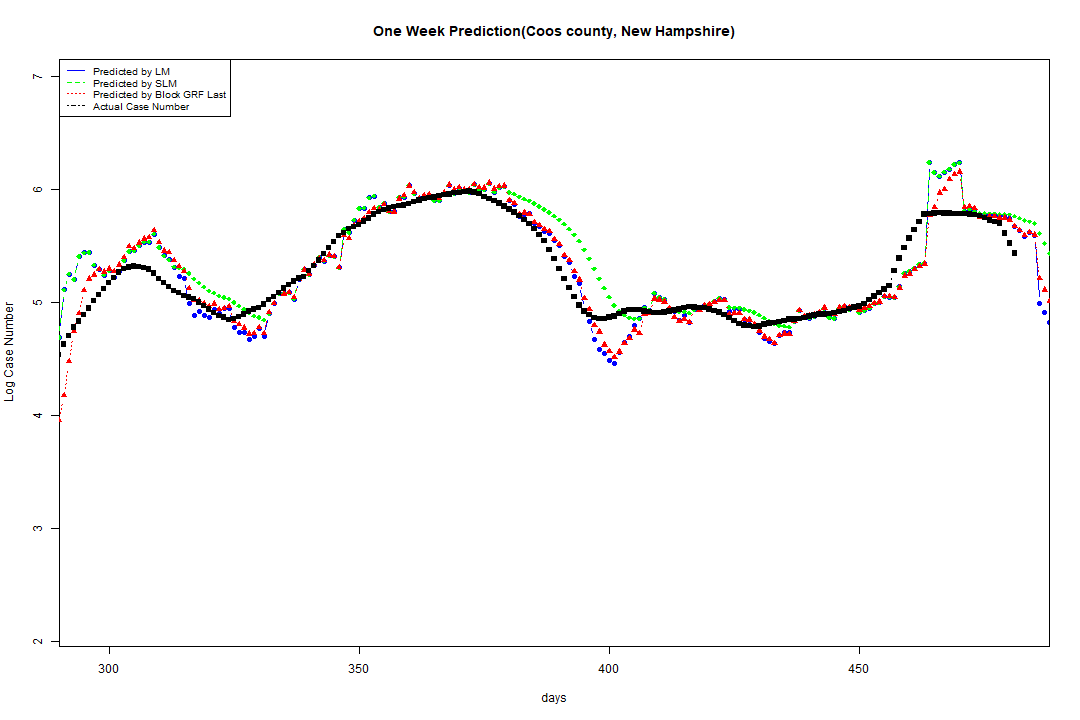 One Week Prediction(Coos county, New Hampshire)
Predicted by LM
Predicted by SLM
Predicted by Block GRF Last
Actual Case Number
7
6
5
4
3
2
Log Case Number
300 350 400 450
days